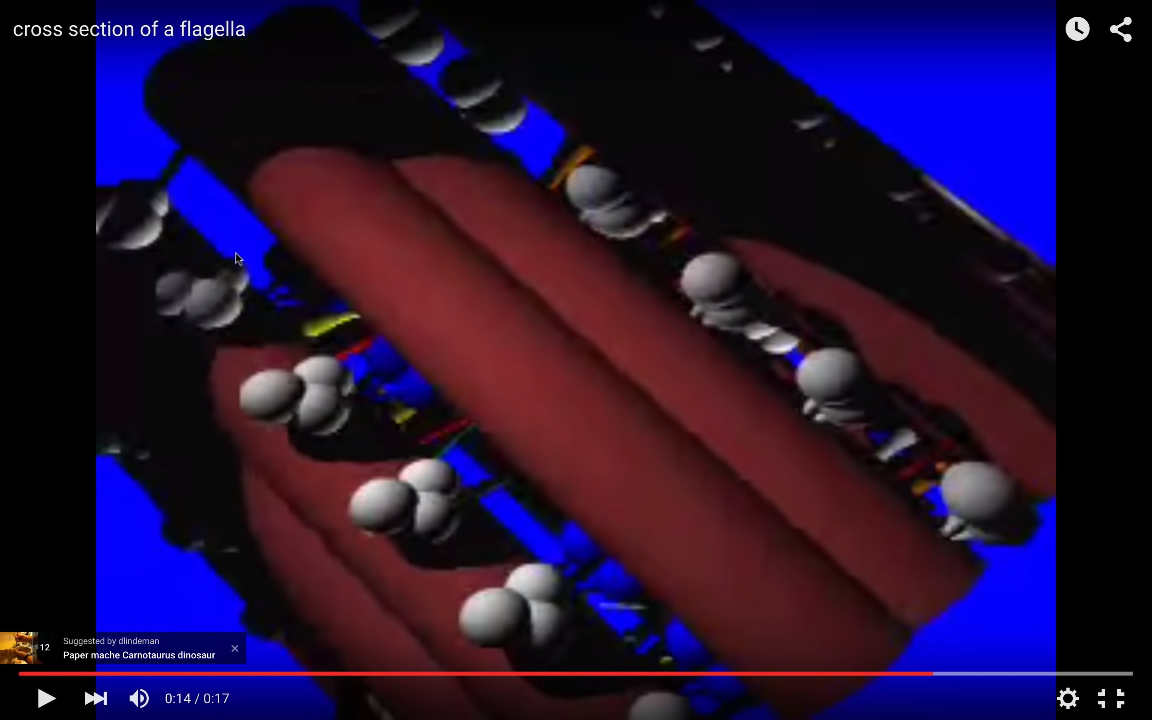 cross section of a flagella
12
Suggested by dlindeman
Paper mache Carnotaurus dinosaur
0:14 / 0:17